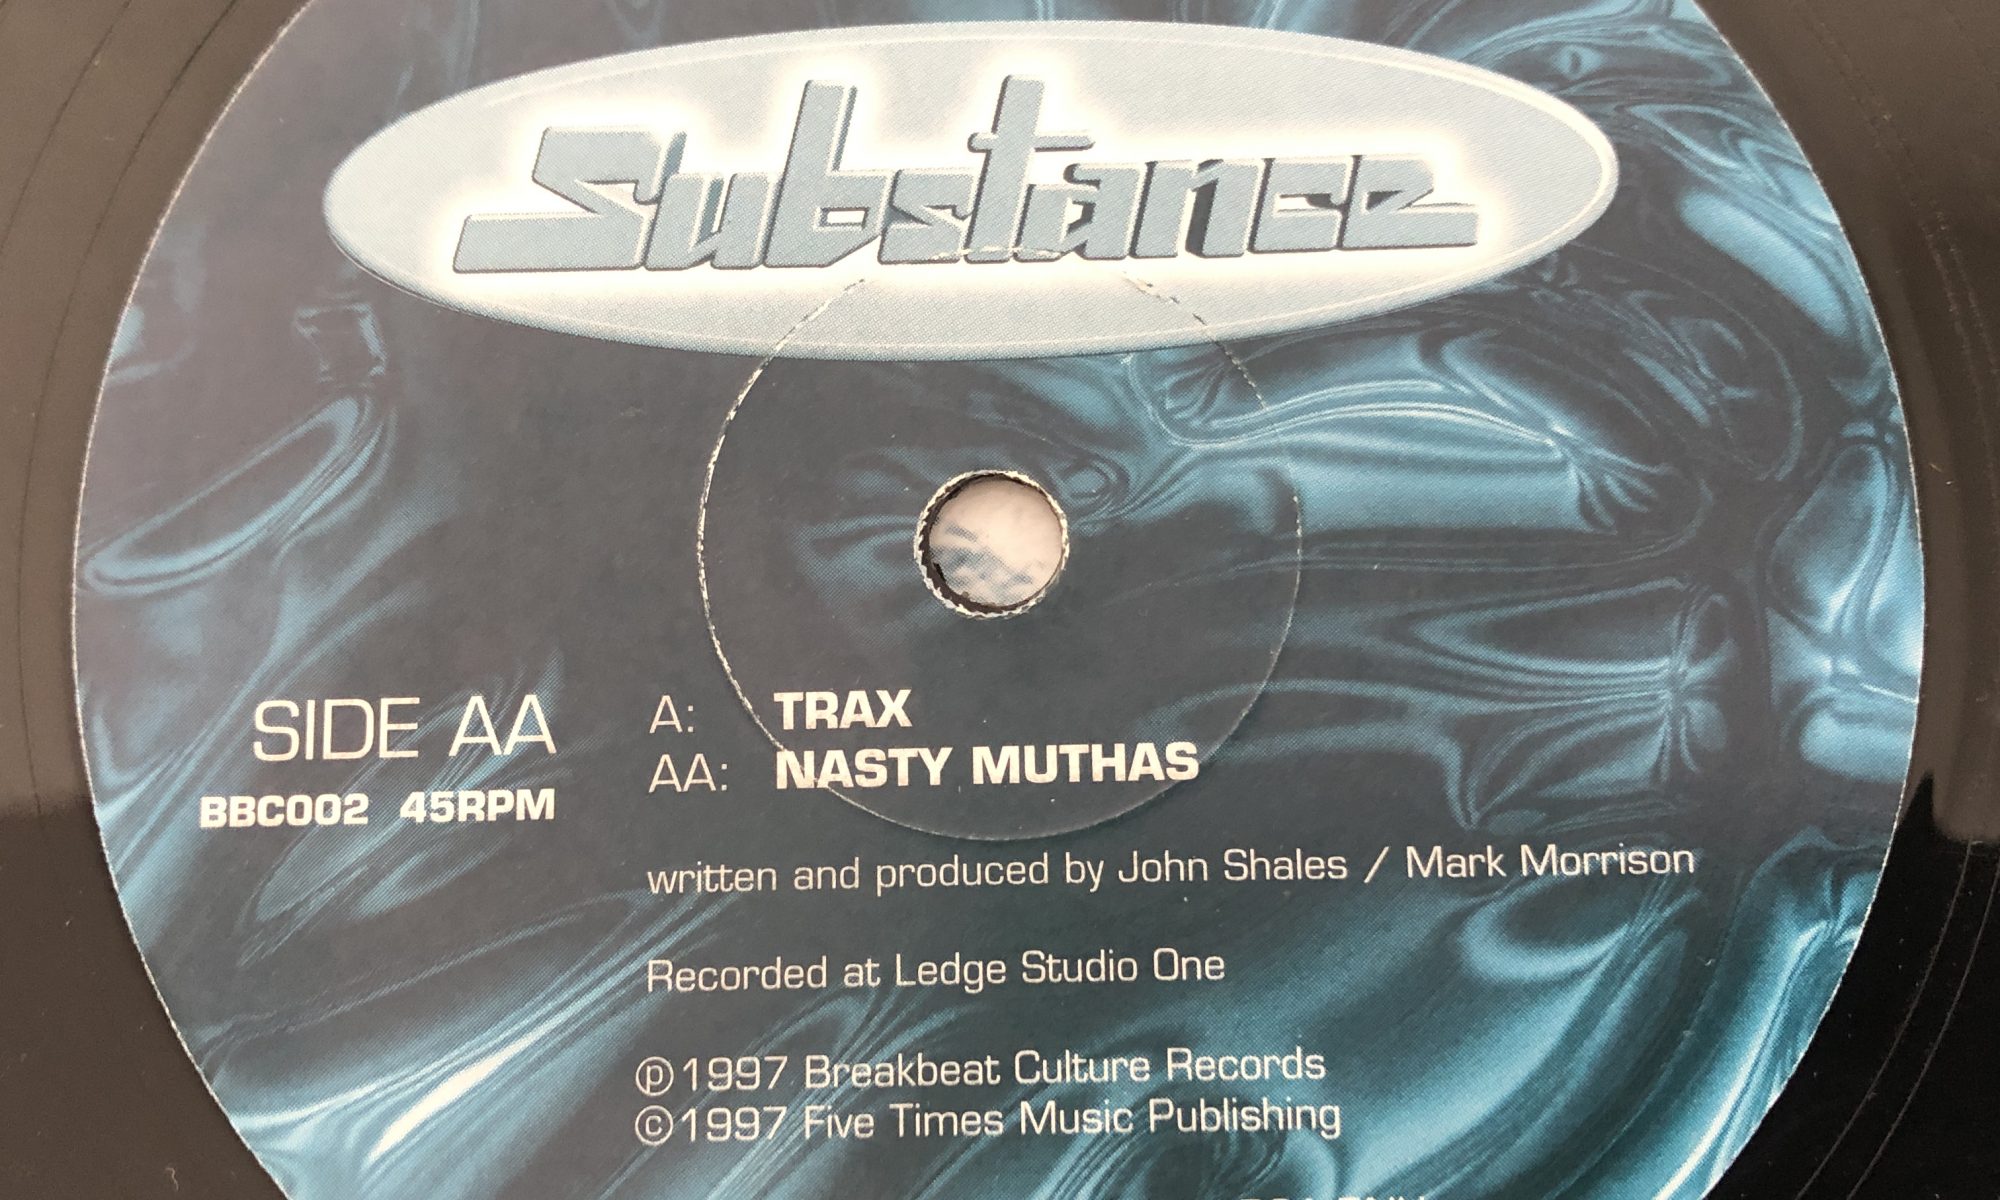 Substance
SIDE AA
BBC002 45RPM
A: TRAX
AA: NASTY MUTHAS
written and produced by John Shales / Mark Morrison
Recorded at Ledge Studio One
℗1997 Breakbeat Culture Records
©1997 Five Times Music Publishing